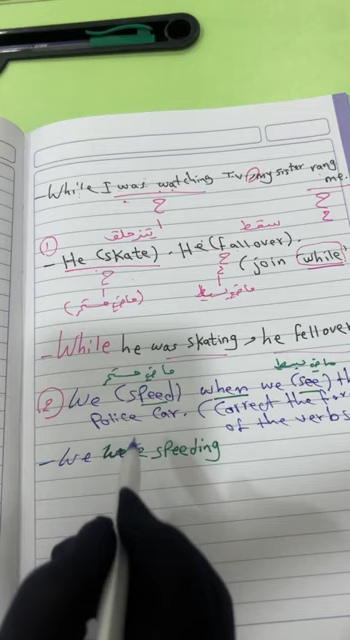 - While I was watching T.V, my sister rang
me.
ج
ج
ج
① يتزحلق سقط
- He (skate). He (fall over).
(join "while"
ج
ج
(ماضي مستمر) ماضي بسيط
- While he was skating, he fell over
ماضي مستمر ماضي بسيط
② We (speed) when we (see) th
Police Car. (Correct the for
of the verbs
- We were speeding